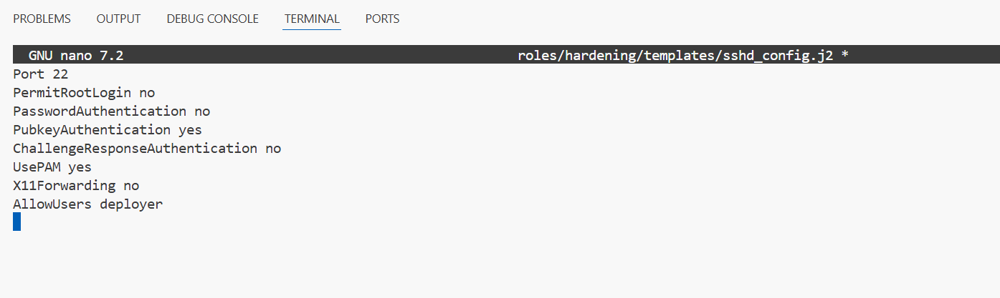 PROBLEMS OUTPUT DEBUG CONSOLE TERMINAL PORTS
GNU nano 7.2 roles/hardening/templates/sshd_config.j2 *
Port 22
PermitRootLogin no
PasswordAuthentication no
PubkeyAuthentication yes
ChallengeResponseAuthentication no
UsePAM yes
X11Forwarding no
AllowUsers deployer